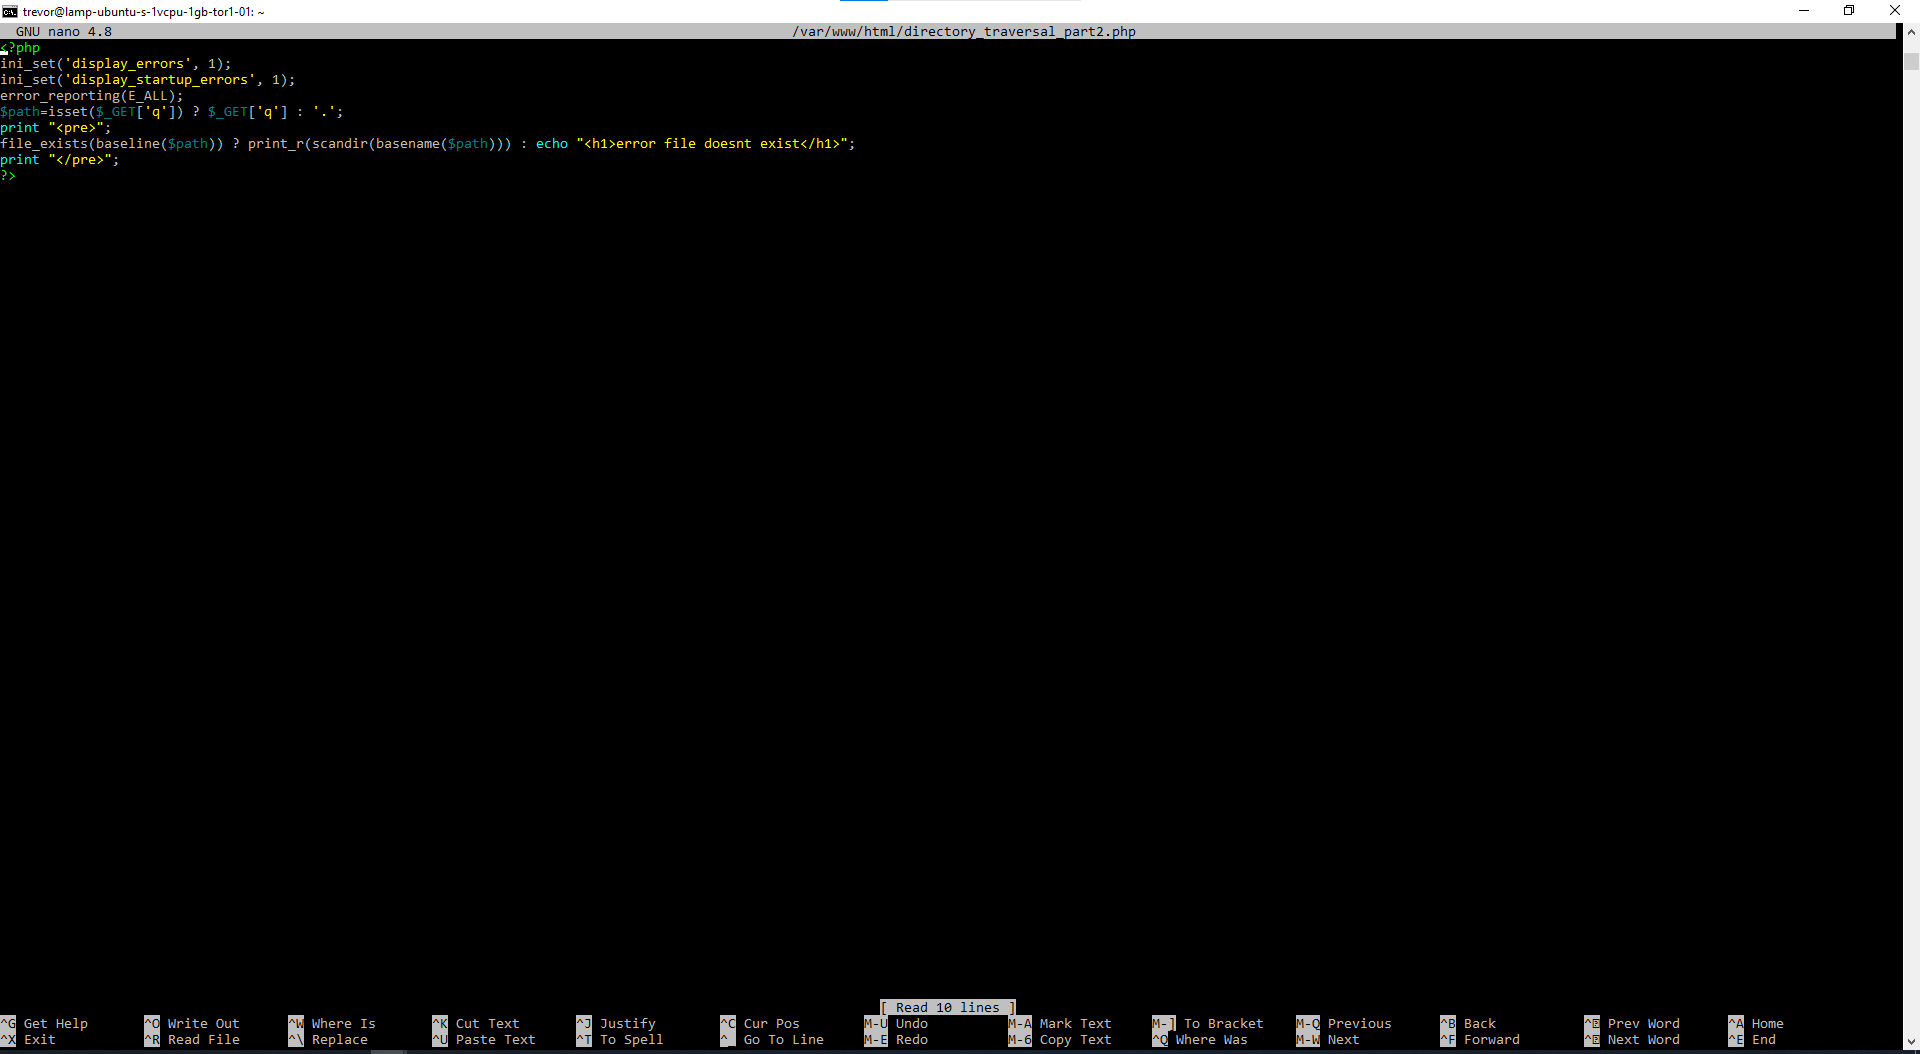 trevor@lamp-ubuntu-s-1vcpu-1gb-tor1-01: ~
GNU nano 4.8 /var/www/html/directory_traversal_part2.php
<?php
ini_set('display_errors', 1);
ini_set('display_startup_errors', 1);
error_reporting(E_ALL);
$path=isset($_GET['q']) ? $_GET['q'] : '.';
print "<pre>";
file_exists(baseline($path)) ? print_r(scandir(basename($path))) : echo "<h1>error file doesnt exist</h1>";
print "</pre>";
?>
[ Read 10 lines ]
^G Get Help ^O Write Out ^W Where Is ^K Cut Text ^J Justify ^C Cur Pos M-U Undo M-A Mark Text M-] To Bracket M-Q Previous ^B Back Prev Word ^A Home
^X Exit ^R Read File ^\ Replace ^U Paste Text ^T To Spell ^_ Go To Line M-E Redo M-6 Copy Text ^Q Where Was M-W Next ^F Forward Next Word ^E End